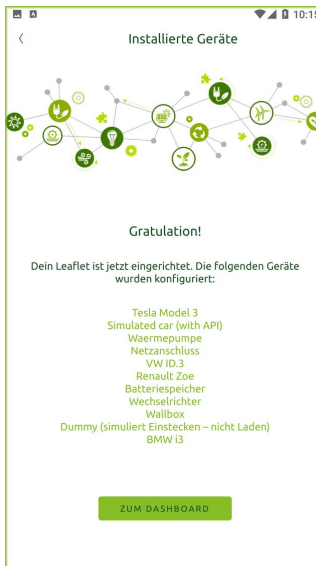 10:15
Installierte Geräte
Gratulation!
Dein Leaflet ist jetzt eingerichtet. Die folgenden Geräte
wurden konfiguriert:
Tesla Model 3
Simulated car (with API)
Waermepumpe
Netzanschluss
VW ID.3
Renault Zoe
Batteriespeicher
Wechselrichter
Wallbox
Dummy (simuliert Einstecken – nicht Laden)
BMW i3
ZUM DASHBOARD